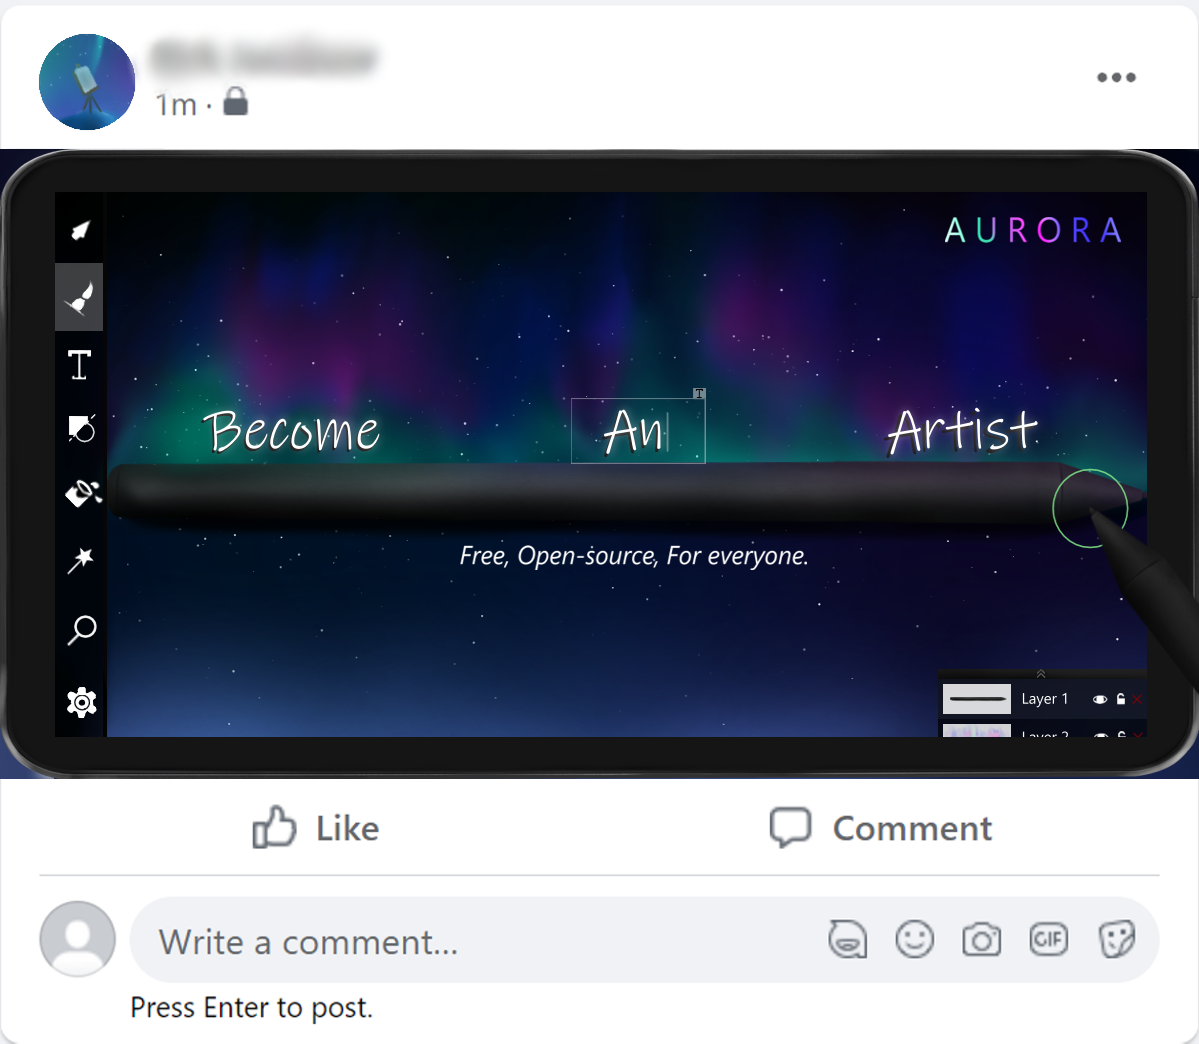 1m ·
AURORA
Become An Artist
Free, Open-source, For everyone.
Layer 1
Layer 2
Like Comment
Write a comment...
GIF
Press Enter to post.